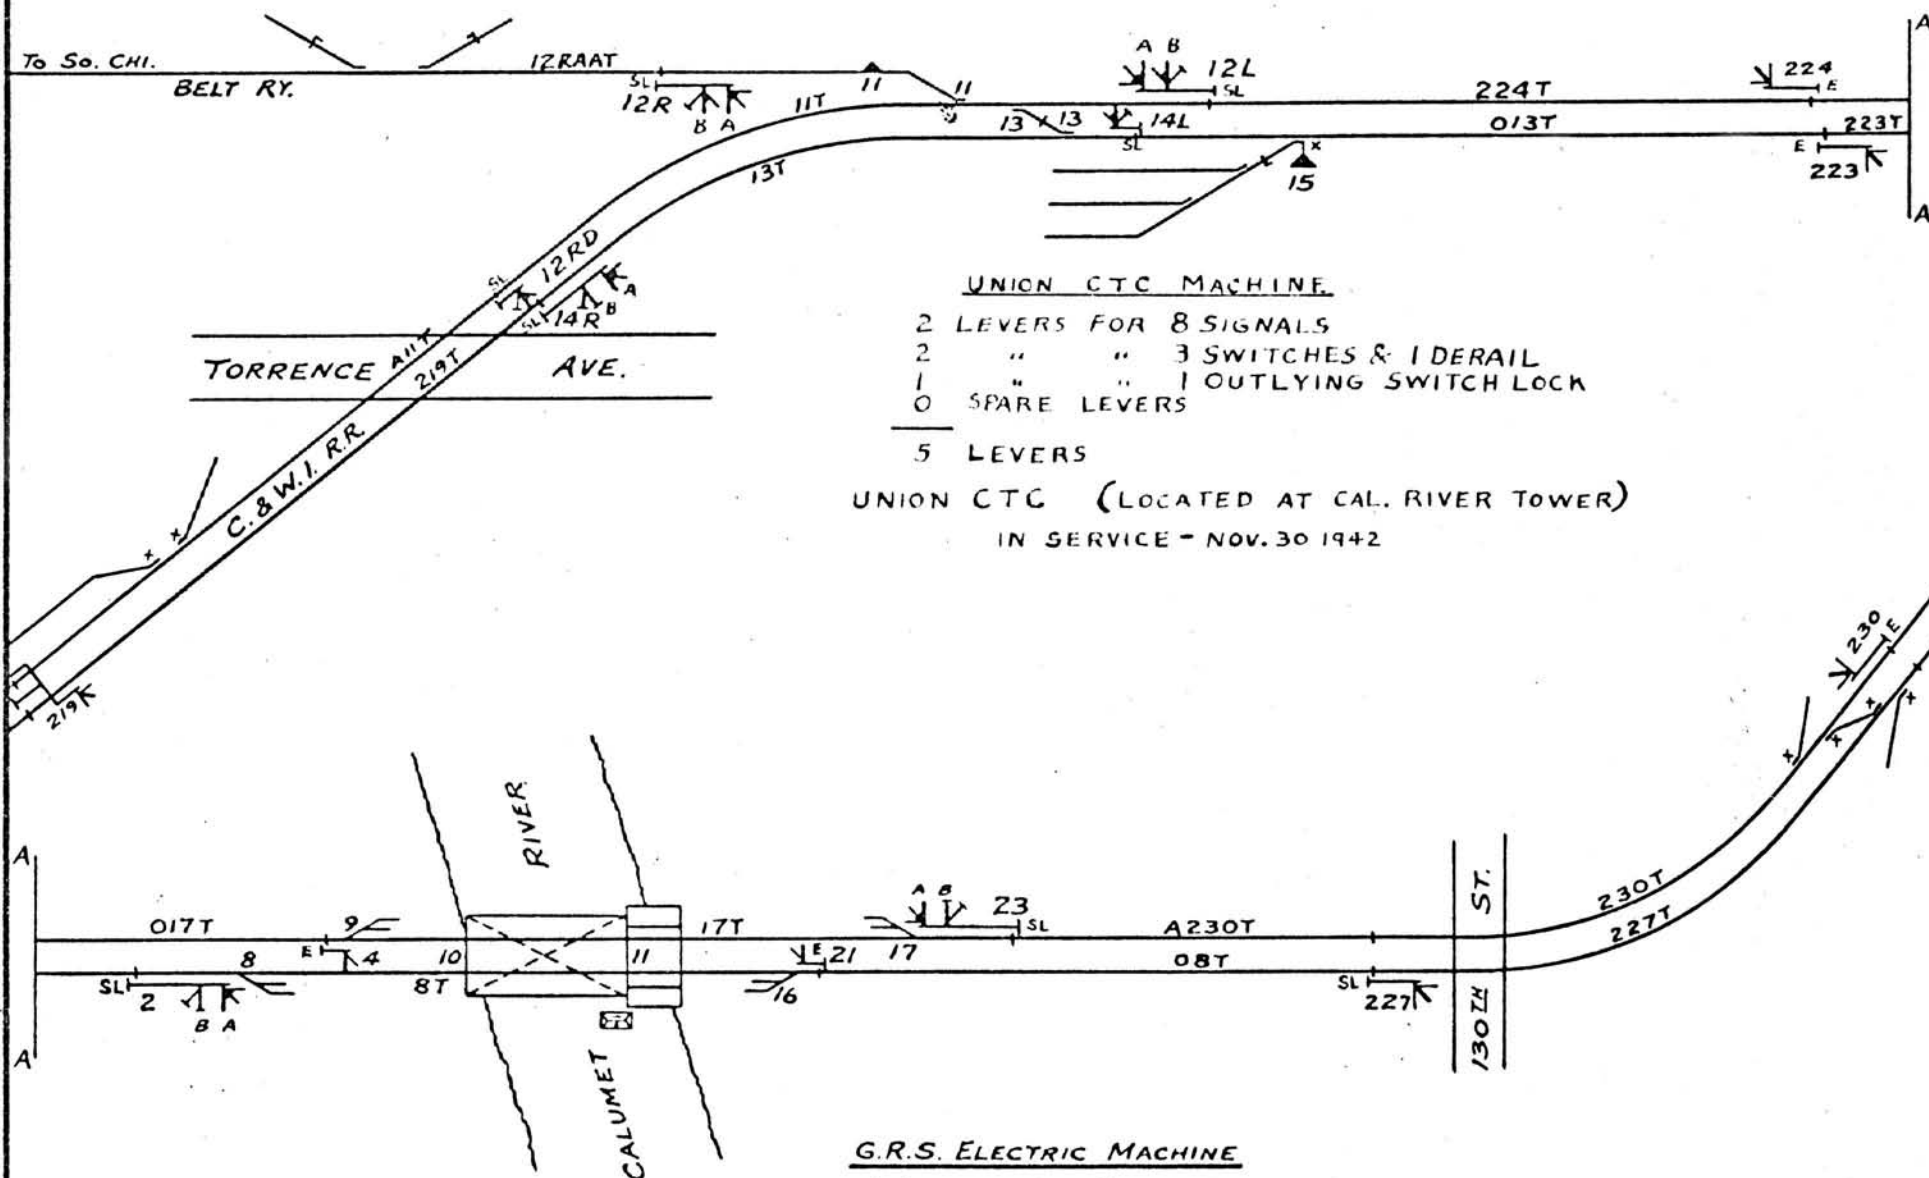 A
To So. CHI.
12RAAT
BELT RY.
SL
12R
B A
11
11
11T
13T
A B
12L
SL
13 13
14L
SL
224T
224 E
013T
223T
E
223
15
A
SL
12RD
A
B
SL 14R
TORRENCE AVE.
A11T
219T
C. & W. I. R.R.
219
UNION CTC MACHINE
2 LEVERS FOR 8 SIGNALS
2 " " 3 SWITCHES & 1 DERAIL
1 " " 1 OUTLYING SWITCH LOCK
0 SPARE LEVERS
5 LEVERS
UNION CTC (LOCATED AT CAL. RIVER TOWER)
IN SERVICE - NOV. 30 1942
230 E
A
017T
9
E 4
8
SL
2
B A
8T
10
11
RIVER
CALUMET
17T
A B
23
SL
17
E 21
16
A230T
08T
SL
227
130TH ST.
230T
227T
A
G.R.S. ELECTRIC MACHINE